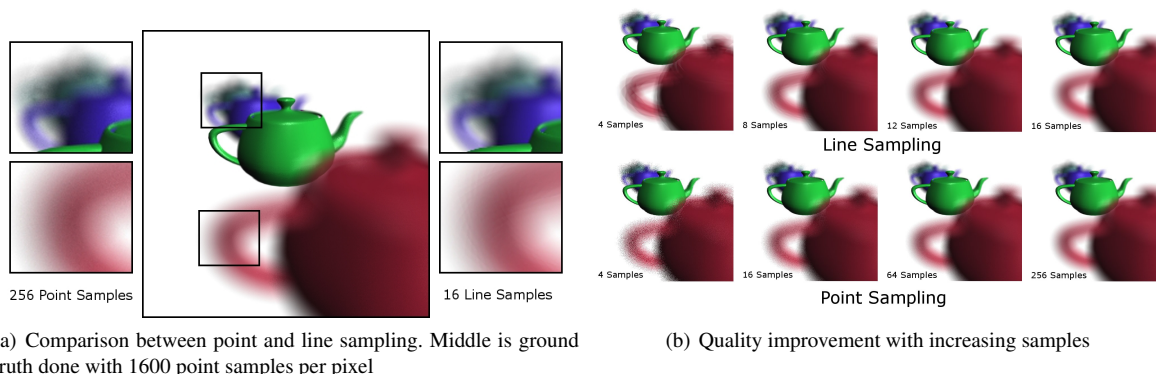 256 Point Samples
16 Line Samples
a) Comparison between point and line sampling. Middle is ground
ruth done with 1600 point samples per pixel
4 Samples
8 Samples
12 Samples
16 Samples
Line Sampling
4 Samples
16 Samples
64 Samples
256 Samples
Point Sampling
(b) Quality improvement with increasing samples